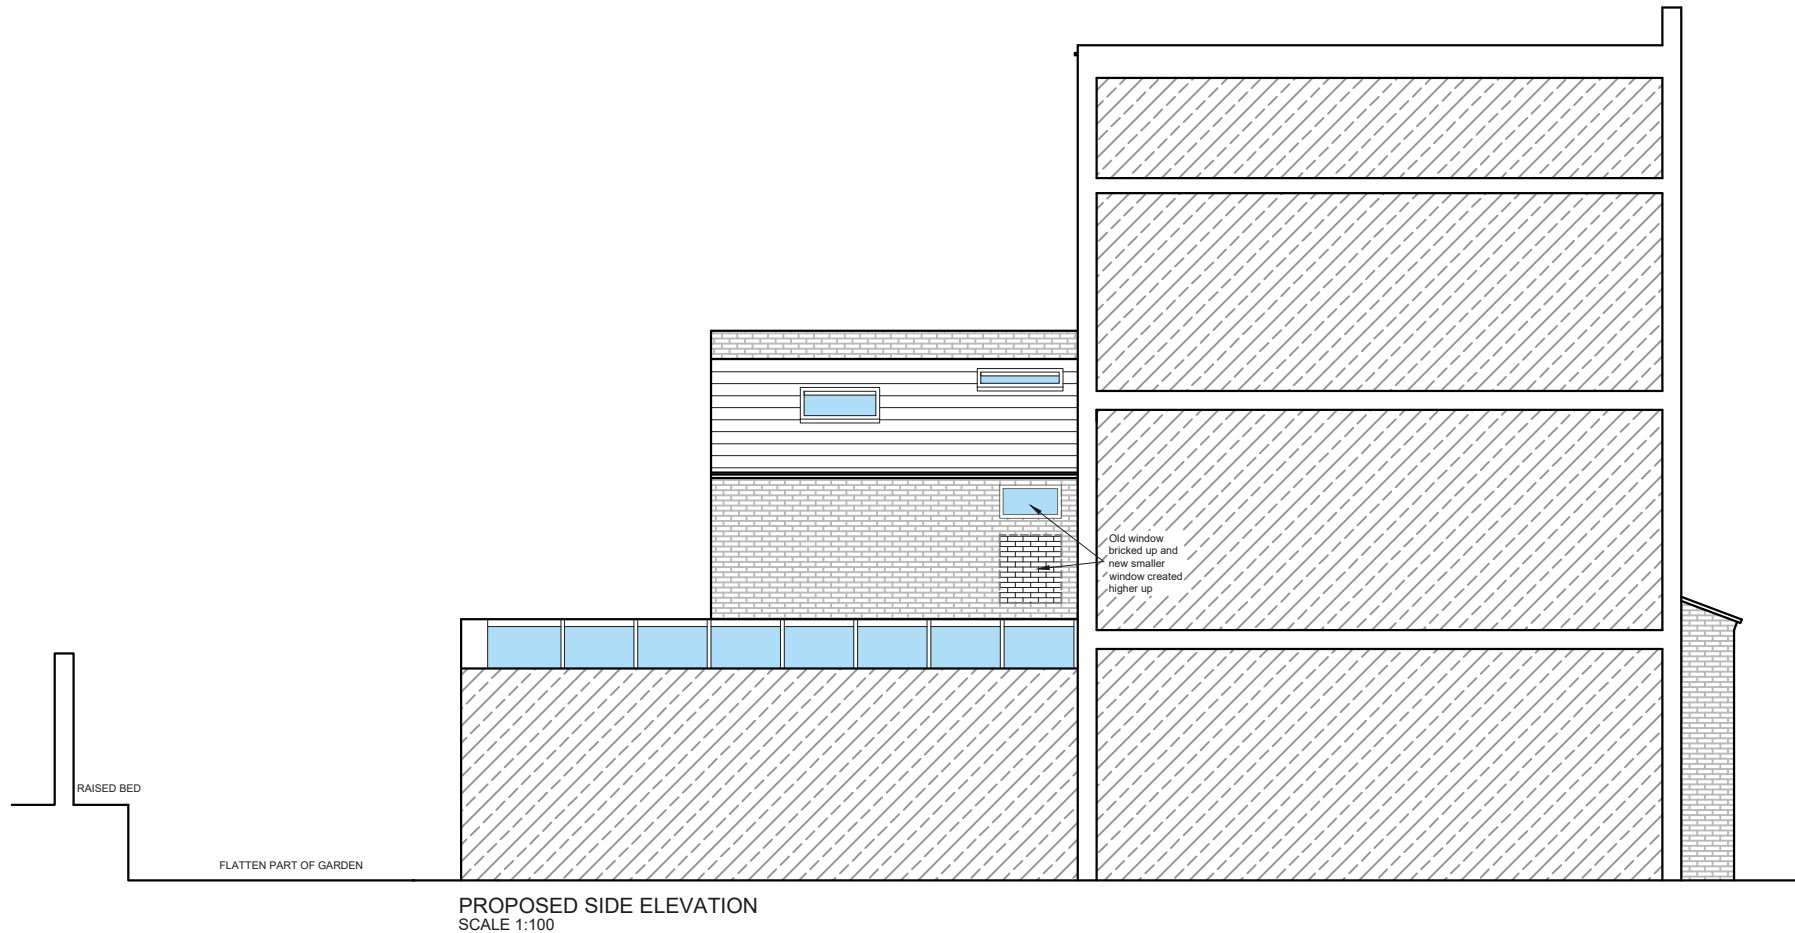 Old window
bricked up and
new smaller
window created
higher up
RAISED BED
FLATTEN PART OF GARDEN
PROPOSED SIDE ELEVATION
SCALE 1:100